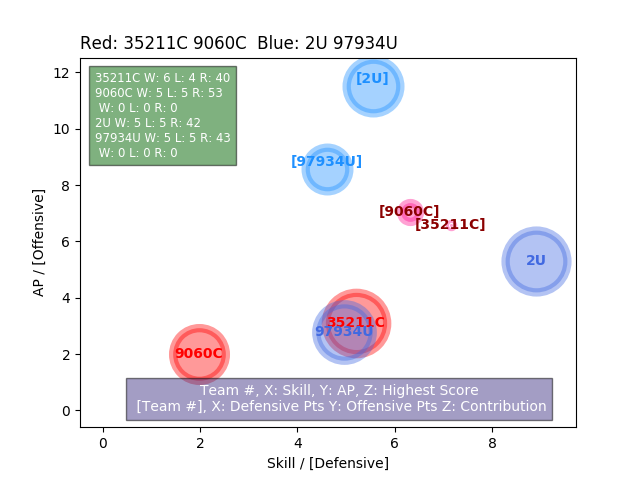 Red: 35211C 9060C  Blue: 2U 97934U
12
35211C W: 6 L: 4 R: 40
9060C W: 5 L: 5 R: 53
W: 0 L: 0 R: 0
2U W: 5 L: 5 R: 42
97934U W: 5 L: 5 R: 43
W: 0 L: 0 R: 0
[2U]
10
[97934U]
8
[9060C]
[35211C]
6
2U
4
35211C
97934U
9060C
2
0
AP / [Offensive]
Team #, X: Skill, Y: AP, Z: Highest Score
[Team #], X: Defensive Pts Y: Offensive Pts Z: Contribution
0 2 4 6 8
Skill / [Defensive]